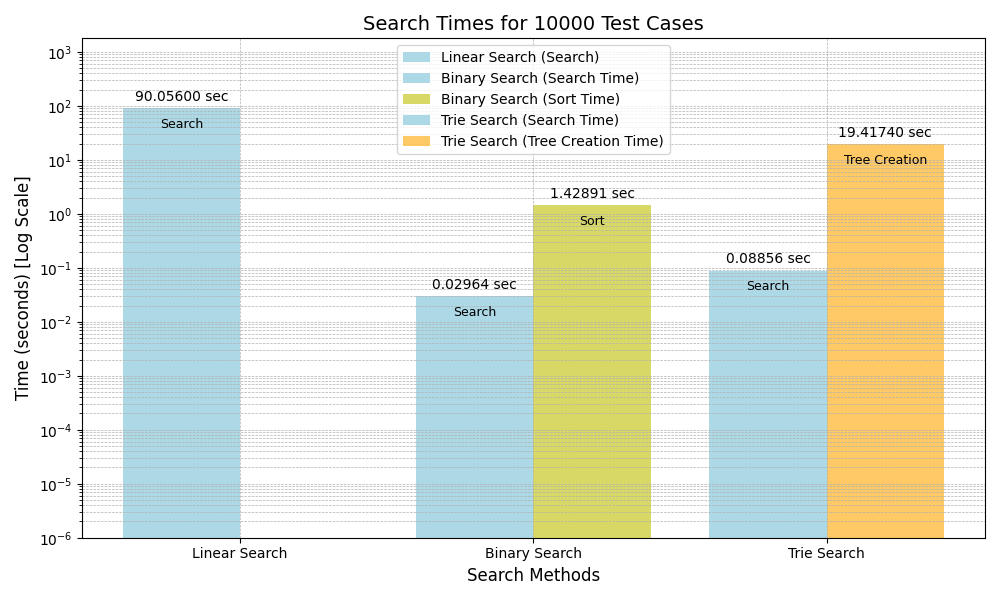 Search Times for 10000 Test Cases
Time (seconds) [Log Scale]
10³
10²
10¹
10⁰
10⁻¹
10⁻²
10⁻³
10⁻⁴
10⁻⁵
10⁻⁶
Linear Search (Search)
Binary Search (Search Time)
Binary Search (Sort Time)
Trie Search (Search Time)
Trie Search (Tree Creation Time)
90.05600 sec
Search
0.02964 sec
Search
1.42891 sec
Sort
0.08856 sec
Search
19.41740 sec
Tree Creation
Linear Search
Binary Search
Trie Search
Search Methods